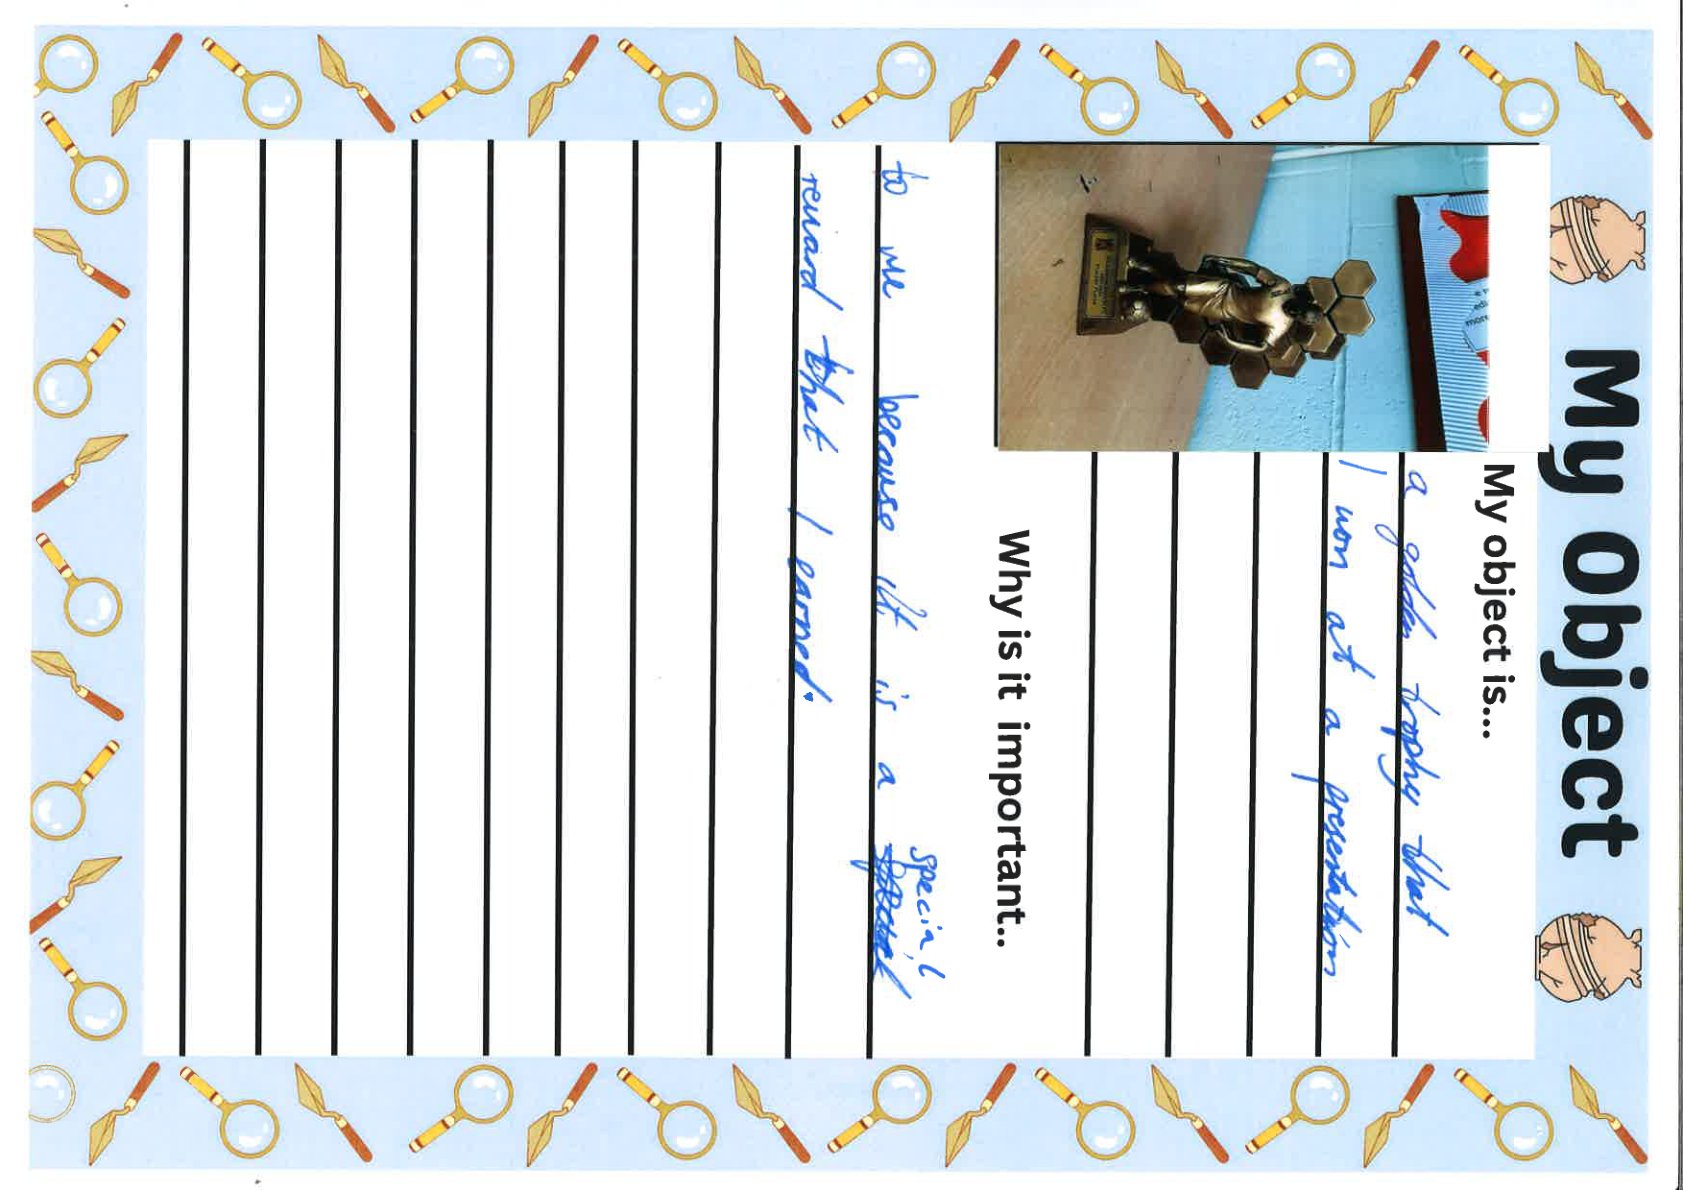 My Object
My object is...
a golden trophy that
I won at a presentation
Why is it important..
to me because it is a special
reward that I earned.